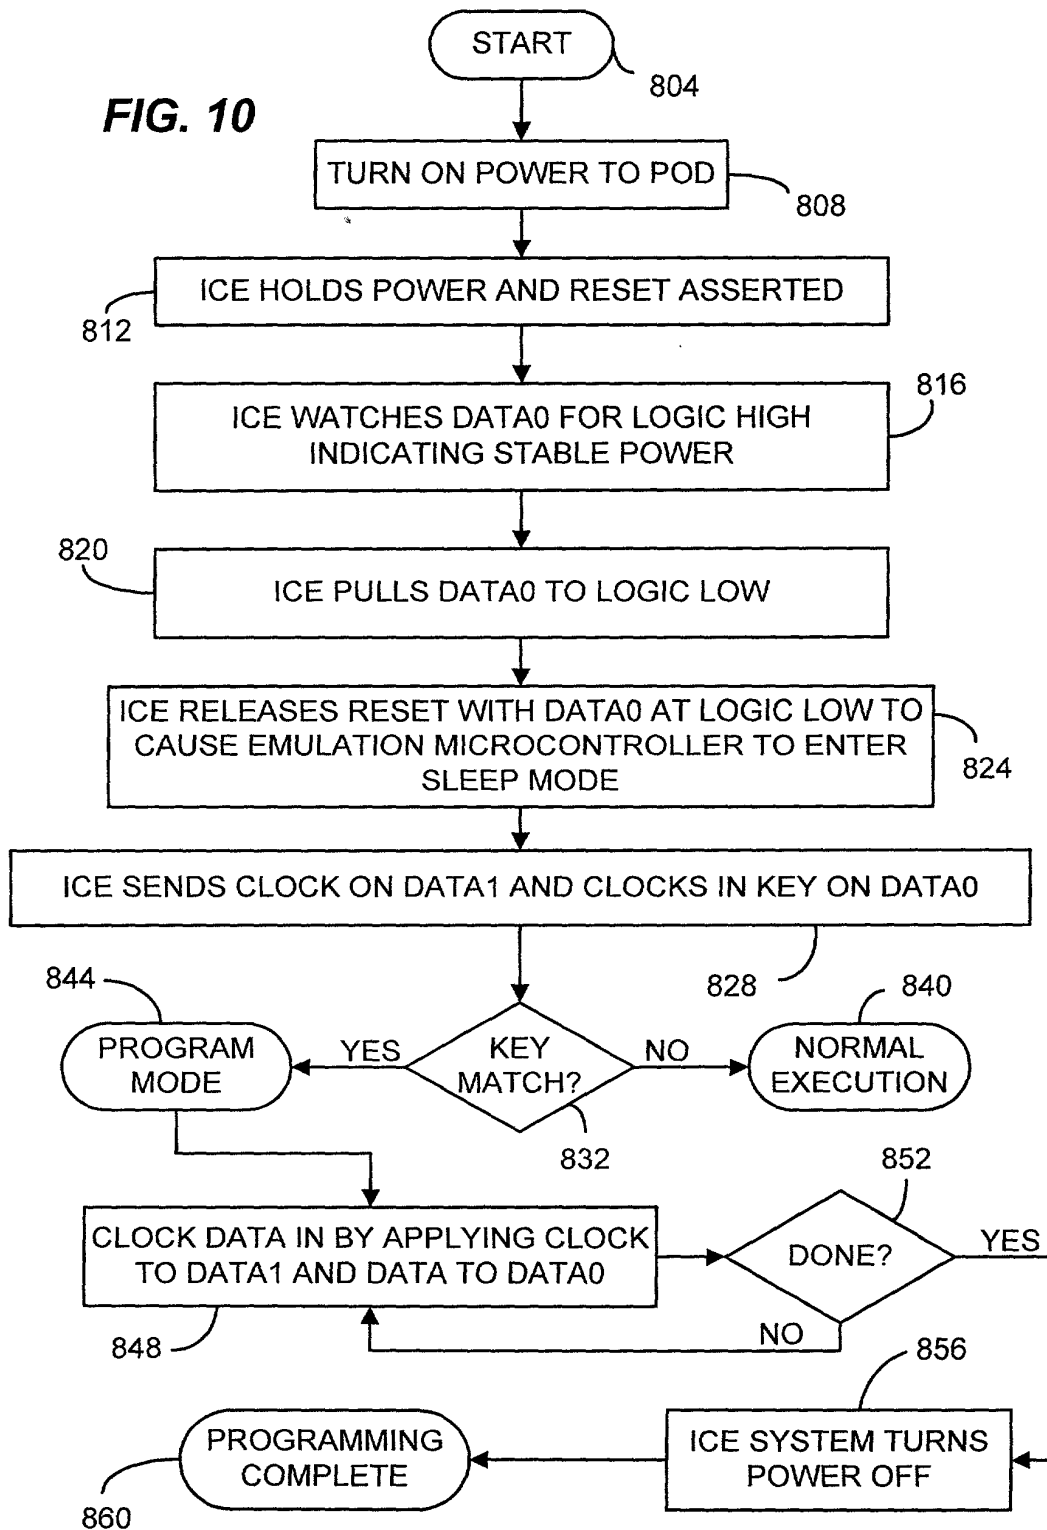 START
804
FIG. 10
TURN ON POWER TO POD
808
ICE HOLDS POWER AND RESET ASSERTED
812
816
ICE WATCHES DATA0 FOR LOGIC HIGH
INDICATING STABLE POWER
820
ICE PULLS DATA0 TO LOGIC LOW
ICE RELEASES RESET WITH DATA0 AT LOGIC LOW TO
CAUSE EMULATION MICROCONTROLLER TO ENTER
SLEEP MODE
824
ICE SENDS CLOCK ON DATA1 AND CLOCKS IN KEY ON DATA0
828
844
840
PROGRAM
MODE
YES
KEY
MATCH?
NO
NORMAL
EXECUTION
832
852
CLOCK DATA IN BY APPLYING CLOCK
TO DATA1 AND DATA TO DATA0
DONE?
YES
848
NO
856
PROGRAMMING
COMPLETE
ICE SYSTEM TURNS
POWER OFF
860